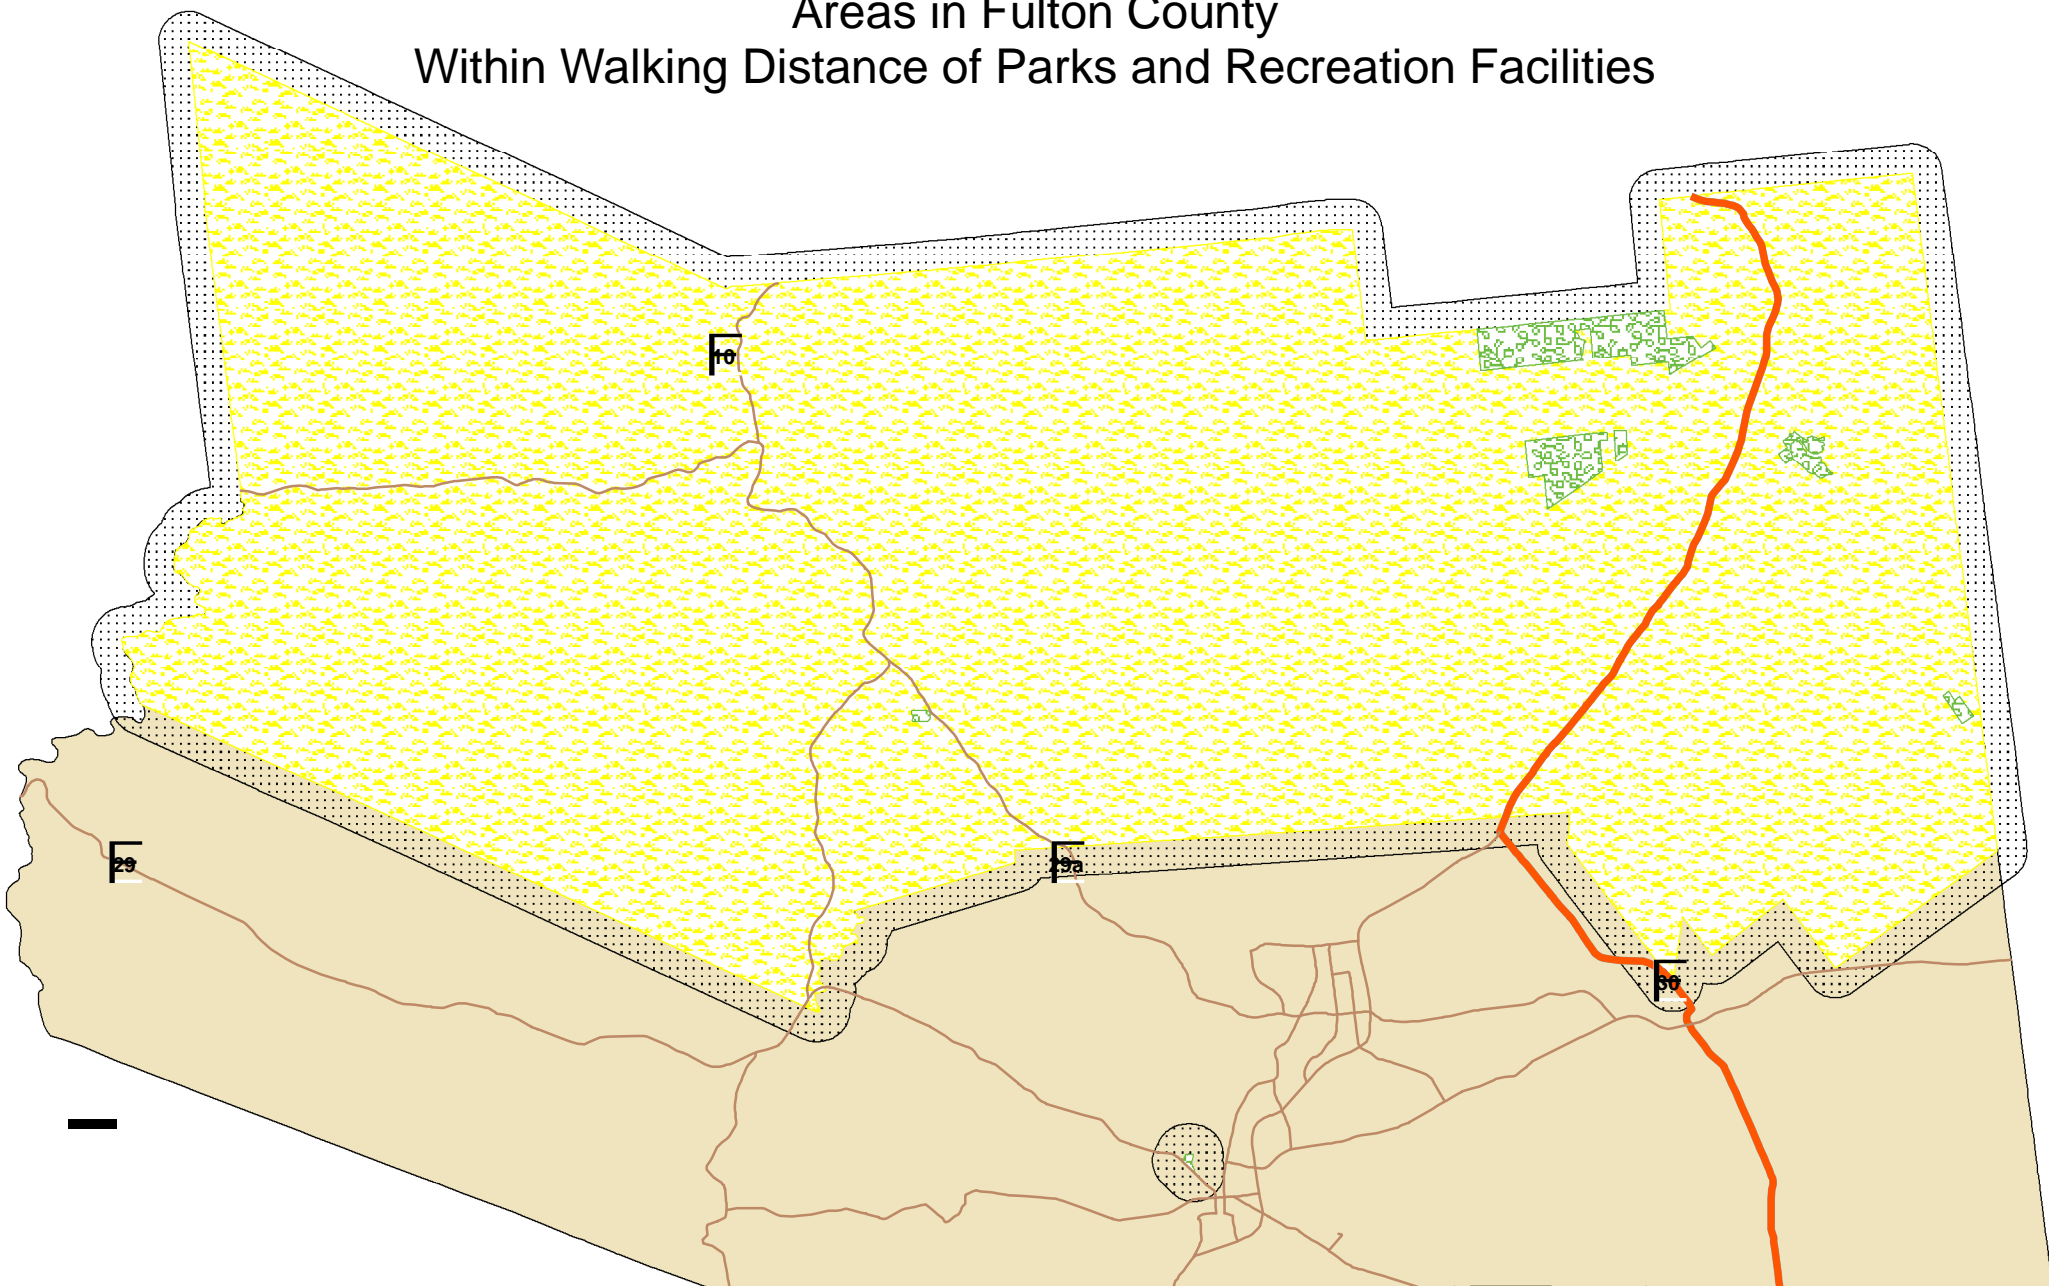 Areas in Fulton County
Within Walking Distance of Parks and Recreation Facilities
10
29
29a
30